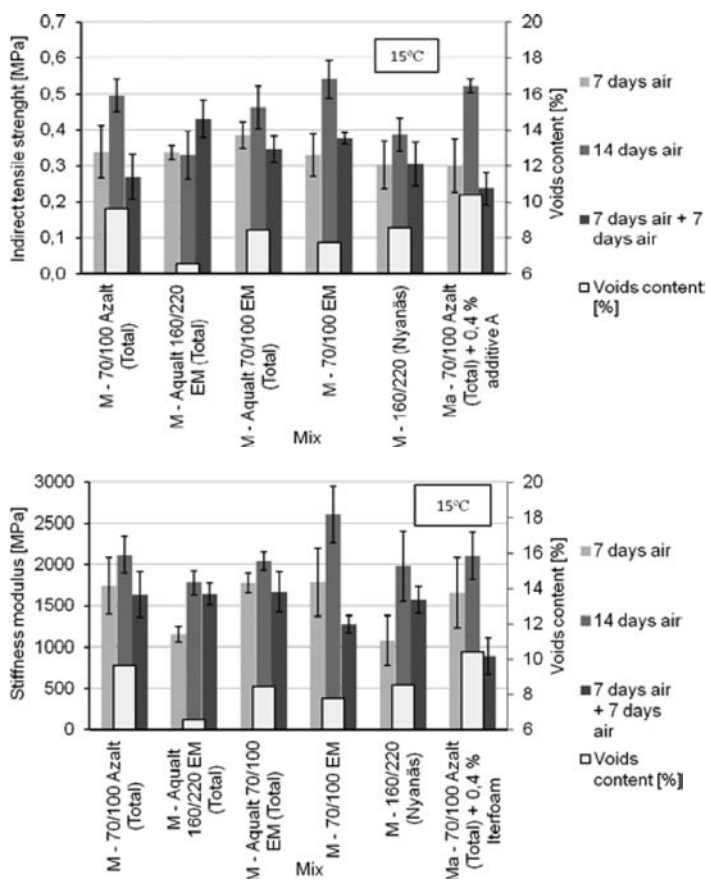 Indirect tensile strenght [MPa]
0,7
0,6
0,5
0,4
0,3
0,2
0,1
0,0
15°C
20
18
16
14
12
10
8
6
Voids content [%]
7 days air
14 days air
7 days air + 7
days air
Voids content
[%]
M - 70/100 Azalt
(Total)
M - Aqualt 160/220
EM (Total)
M - Aqualt 70/100 EM
(Total)
M - 70/100 EM
M - 160/220 (Nyanäs)
Ma - 70/100 Azalt
(Total) + 0,4 %
additive A
Mix
Stiffness modulus [MPa]
3000
2500
2000
1500
1000
500
0
15°C
20
18
16
14
12
10
8
6
Voids content [%]
7 days air
14 days air
7 days air
+ 7 days
air
Voids
content [%]
M - 70/100 Azalt
(Total)
M - Aqualt
160/220 EM (Total)
M - Aqualt 70/100
EM (Total)
M - 70/100 EM
M - 160/220
(Nyanäs)
Ma - 70/100 Azalt
(Total) + 0,4 %
Iterfoam
Mix